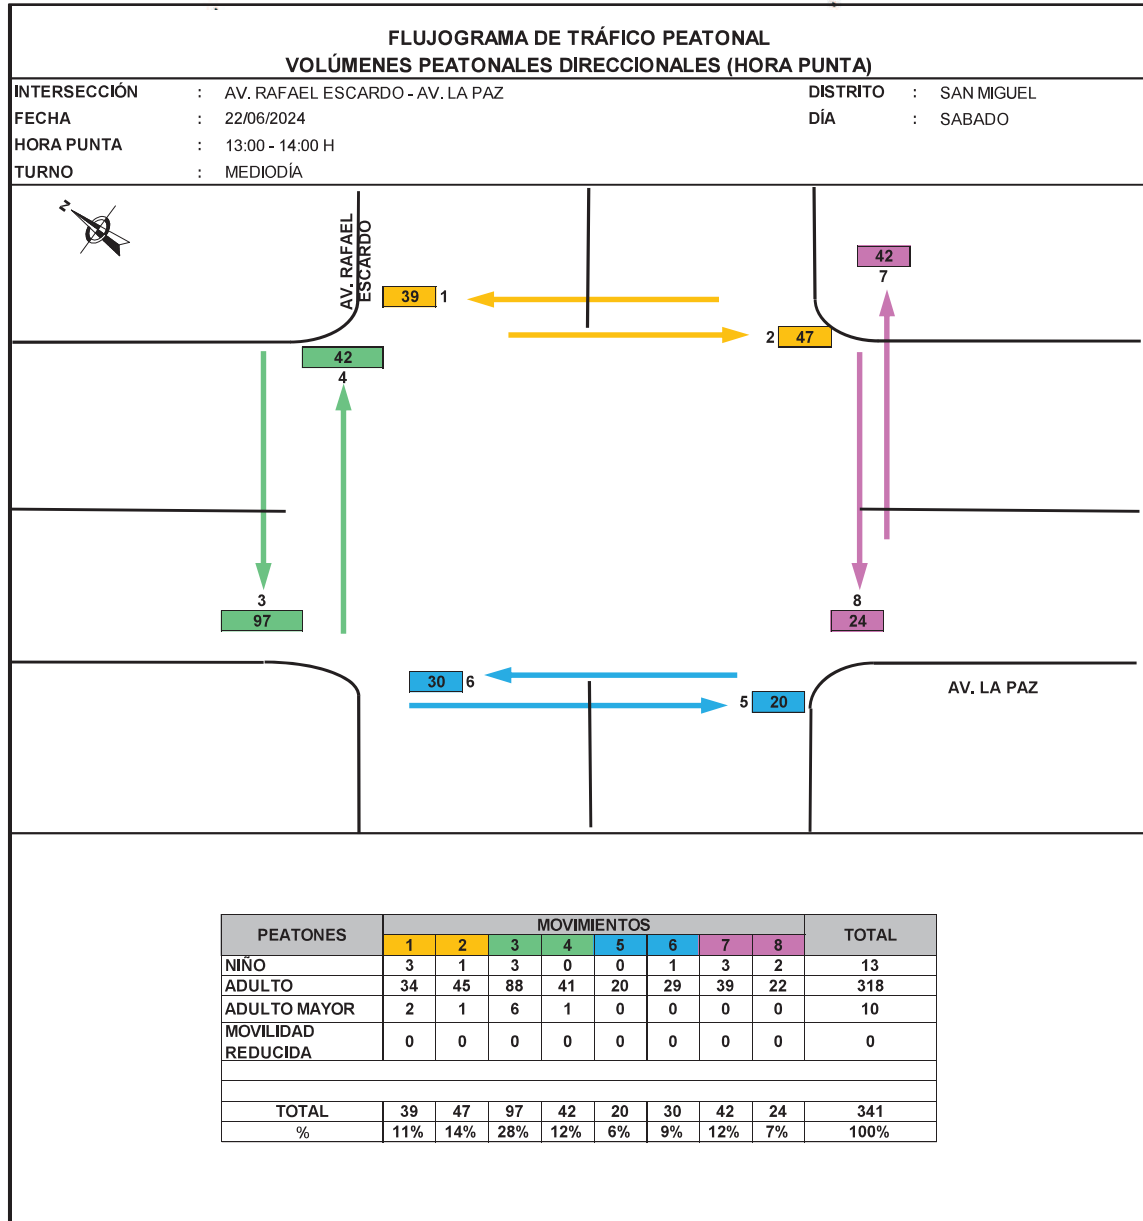 FLUJOGRAMA DE TRÁFICO PEATONAL
VOLÚMENES PEATONALES DIRECCIONALES (HORA PUNTA)
INTERSECCIÓN : AV. RAFAEL ESCARDO - AV. LA PAZ DISTRITO : SAN MIGUEL
FECHA : 22/06/2024 DÍA : SABADO
HORA PUNTA : 13:00 - 14:00 H
TURNO : MEDIODÍA
N
AV. RAFAEL
ESCARDO
42
7
39 1
2 47
42
4
3
97
8
24
30 6
5 20
AV. LA PAZ
PEATONES MOVIMIENTOS TOTAL
1 2 3 4 5 6 7 8
NIÑO 3 1 3 0 0 1 3 2 13
ADULTO 34 45 88 41 20 29 39 22 318
ADULTO MAYOR 2 1 6 1 0 0 0 0 10
MOVILIDAD
REDUCIDA 0 0 0 0 0 0 0 0 0
TOTAL 39 47 97 42 20 30 42 24 341
% 11% 14% 28% 12% 6% 9% 12% 7% 100%